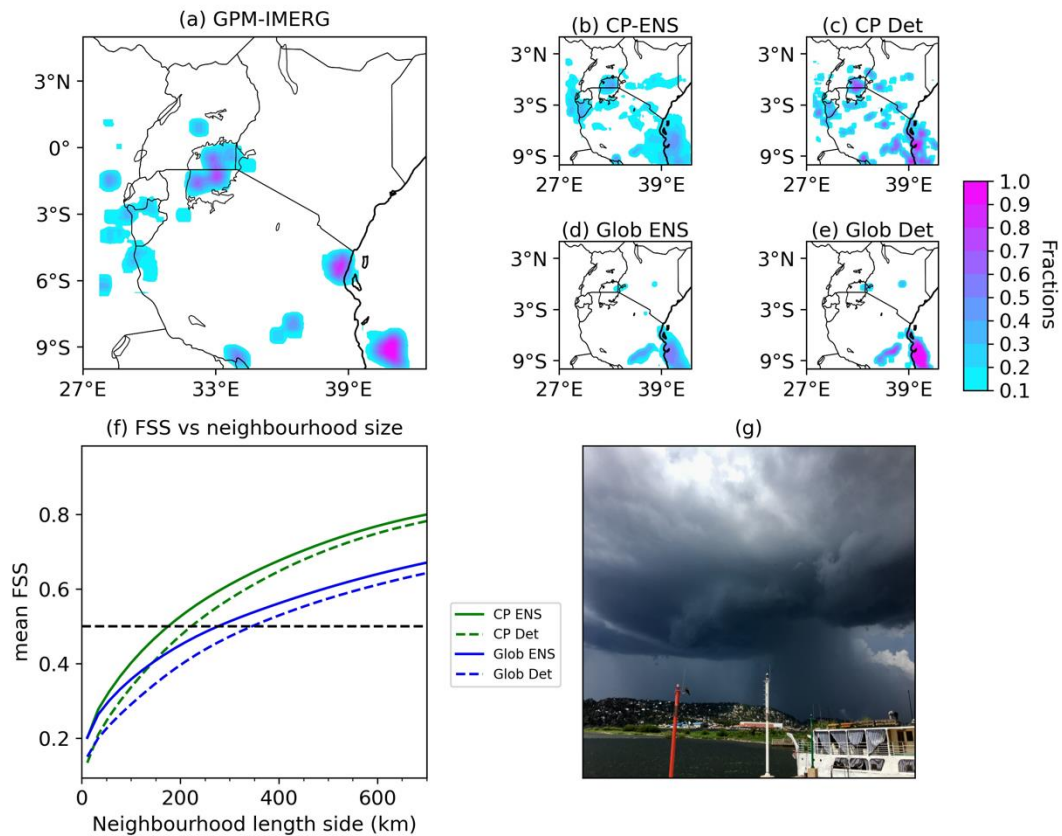 (a) GPM-IMERG
3°N
0°
3°S
6°S
9°S
27°E 33°E 39°E
(b) CP-ENS
3°N
3°S
9°S
27°E 39°E
(c) CP Det
3°N
3°S
9°S
27°E 39°E
(d) Glob ENS
3°N
3°S
9°S
27°E 39°E
(e) Glob Det
3°N
3°S
9°S
27°E 39°E
1.0
0.9
0.8
0.7
0.6
0.5
0.4
0.3
0.2
0.1
Fractions
(f) FSS vs neighbourhood size
mean FSS
0.8
0.6
0.4
0.2
0 200 400 600
Neighbourhood length side (km)
CP ENS
CP Det
Glob ENS
Glob Det
(g)